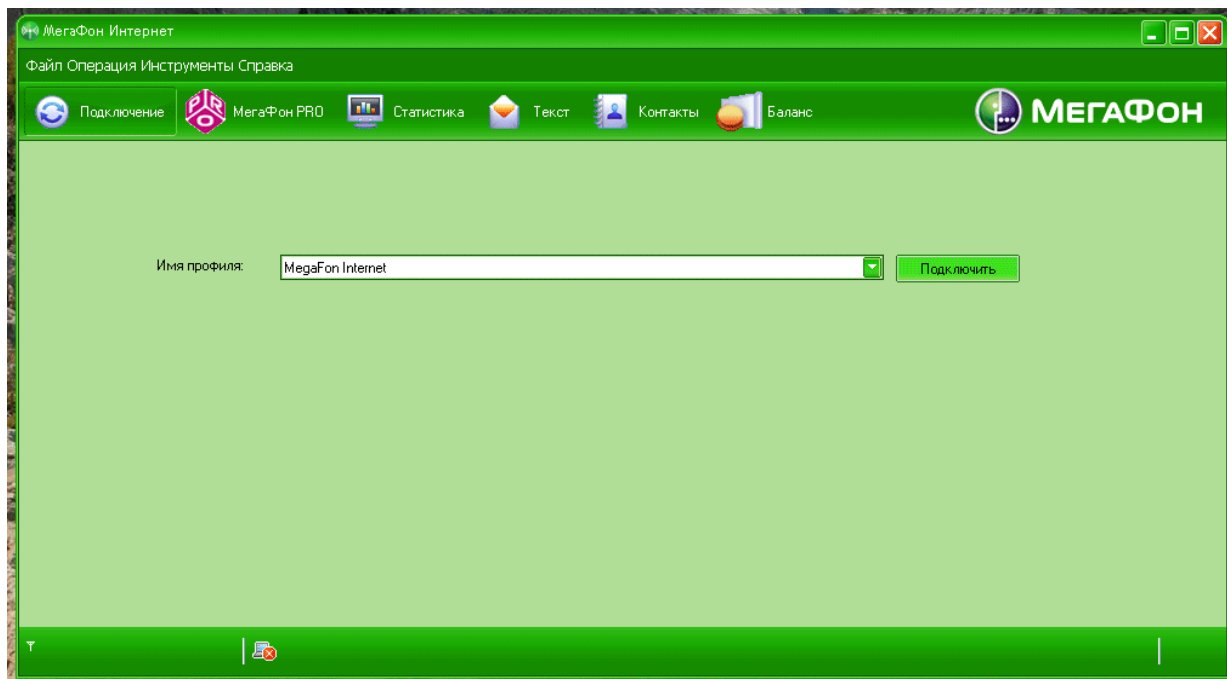 МегаФон Интернет
Файл Операция Инструменты Справка
Подключение PRO МегаФон PRO Статистика Текст Контакты Баланс МЕГАФОН
Имя профиля: MegaFon Internet Подключить